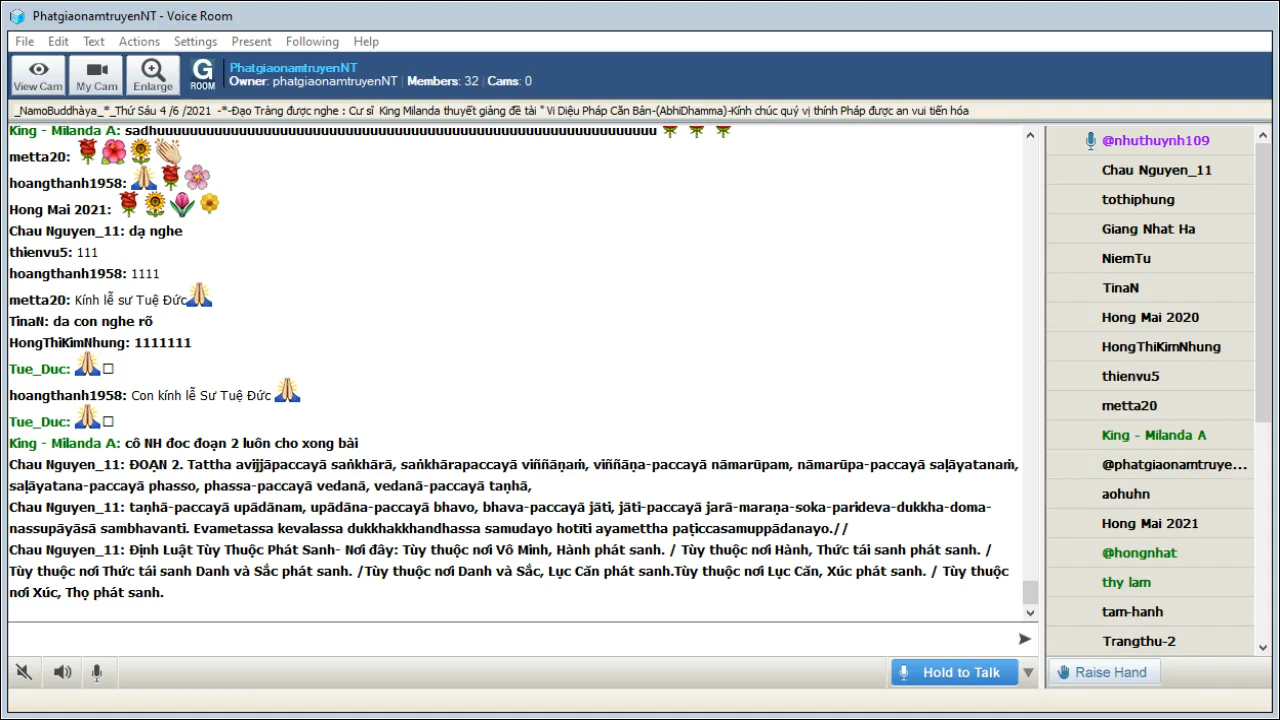 PhatgiaonamtruyenNT - Voice Room
File Edit Text Actions Settings Present Following Help
View Cam My Cam Enlarge G ROOM
PhatgiaonamtruyenNT
Owner: phatgiaonamtruyenNT | Members: 32 | Cams: 0
_NamoBuddhàya_*_Thứ Sáu 4 /6 /2021 -*-Đạo Tràng được nghe : Cư sĩ King Milanda thuyết giảng đề tài " Vi Diệu Pháp Căn Bản-(AbhiDhamma)-Kính chúc quý vị thính Pháp được an vui tiến hóa
metta20:
hoangthanh1958:
Hong Mai 2021:
Chau Nguyen_11: dạ nghe
thienvu5: 111
hoangthanh1958: 1111
metta20: Kính lễ sư Tuệ Đức
TinaN: da con nghe rõ
HongThiKimNhung: 1111111
Tue_Duc:
hoangthanh1958: Con kính lễ Sư Tuệ Đức
Tue_Duc:
King - Milanda A: cô NH đoc đoạn 2 luôn cho xong bài
Chau Nguyen_11: ĐOẠN 2. Tattha avijjāpaccayā saṅkhārā, saṅkhārapaccayā viññāṇaṁ, viññāṇa-paccayā nāmarūpam, nāmarūpa-paccayā saḷāyatanaṁ,
saḷāyatana-paccayā phasso, phassa-paccayā vedanā, vedanā-paccayā taṇhā,
Chau Nguyen_11: taṇhā-paccayā upādānam, upādāna-paccayā bhavo, bhava-paccayā jāti, jāti-paccayā jarā-maraṇa-soka-parideva-dukkha-doma-
nassupāyāsā sambhavanti. Evametassa kevalassa dukkhakkhandhassa samudayo hotīti ayamettha paṭiccasamuppādanayo.//
Chau Nguyen_11: Định Luật Tùy Thuộc Phát Sanh- Nơi đây: Tùy thuộc nơi Vô Minh, Hành phát sanh. / Tùy thuộc nơi Hành, Thức tái sanh phát sanh. /
Tùy thuộc nơi Thức tái sanh Danh và Sắc phát sanh. /Tùy thuộc nơi Danh và Sắc, Lục Căn phát sanh.Tùy thuộc nơi Lục Căn, Xúc phát sanh. / Tùy thuộc
nơi Xúc, Thọ phát sanh.
@nhuthuynh109
Chau Nguyen_11
tothiphung
Giang Nhat Ha
NiemTu
TinaN
Hong Mai 2020
HongThiKimNhung
thienvu5
metta20
King - Milanda A
@phatgiaonamtruye...
aohuhn
Hong Mai 2021
@hongnhat
thy lam
tam-hanh
Trangthu-2
Hold to Talk
Raise Hand